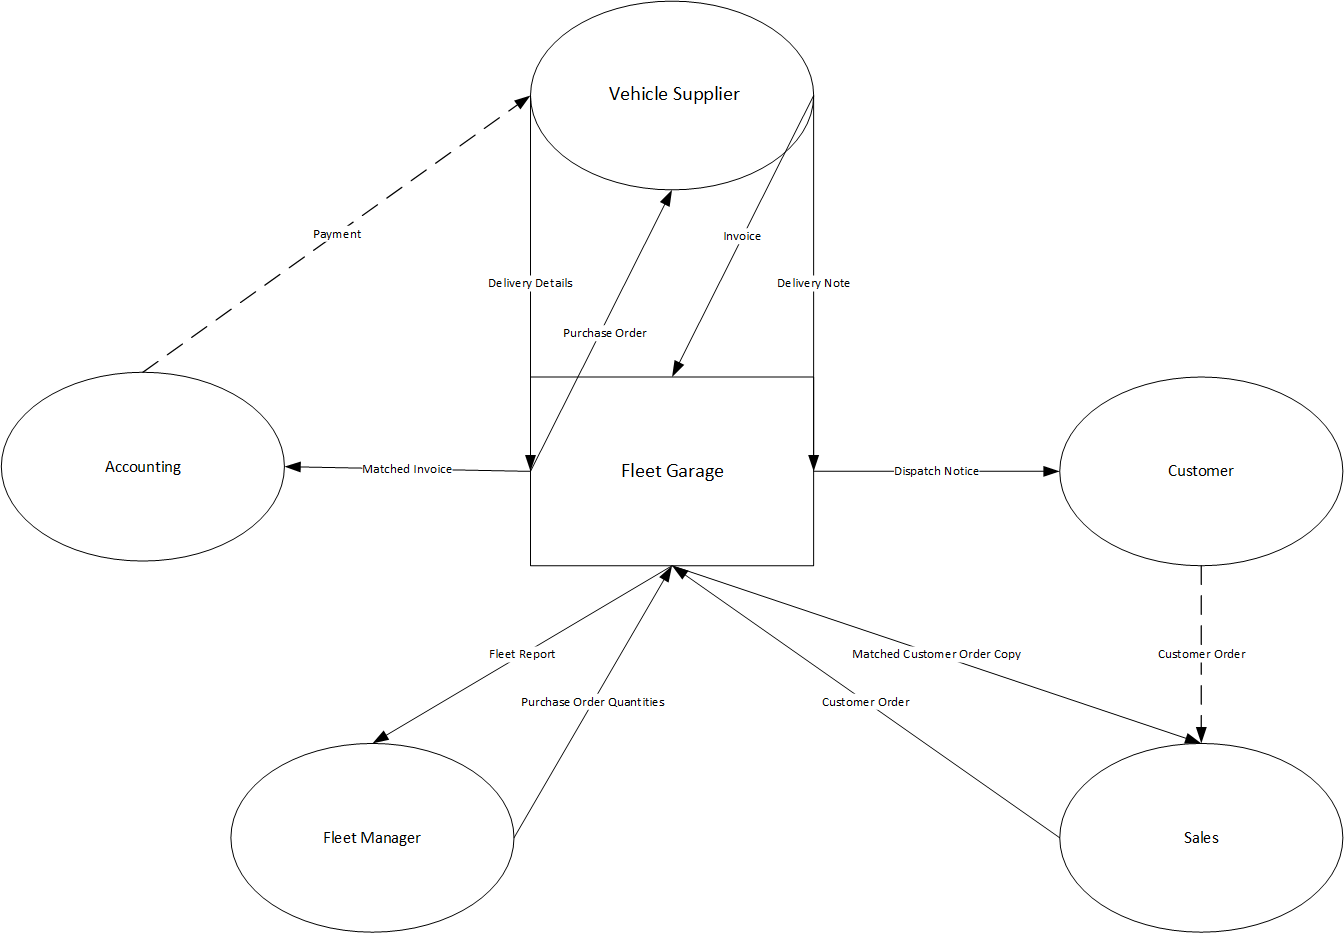 Vehicle Supplier
Payment
Invoice
Delivery Details
Delivery Note
Purchase Order
Accounting
Matched Invoice
Fleet Garage
Dispatch Notice
Customer
Fleet Report
Matched Customer Order Copy
Customer Order
Purchase Order Quantities
Customer Order
Fleet Manager
Sales